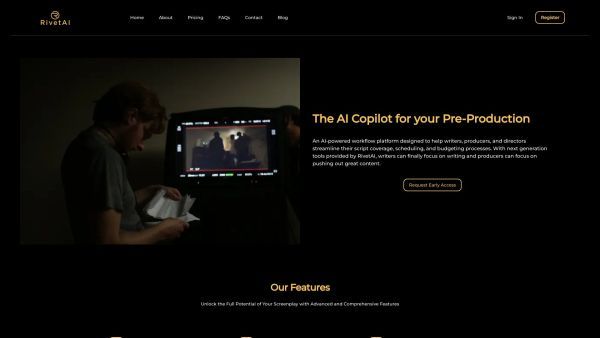 RivetAI
Home About Pricing FAQs Contact Blog Sign In Register
The AI Copilot for your Pre-Production
An AI-powered workflow platform designed to help writers, producers, and directors
streamline their script coverage, scheduling, and budgeting processes. With next generation
tools provided by RivetAI, writers can finally focus on writing and producers can focus on
pushing out great content.
Request Early Access
Our Features
Unlock the Full Potential of Your Screenplay with Advanced and Comprehensive Features